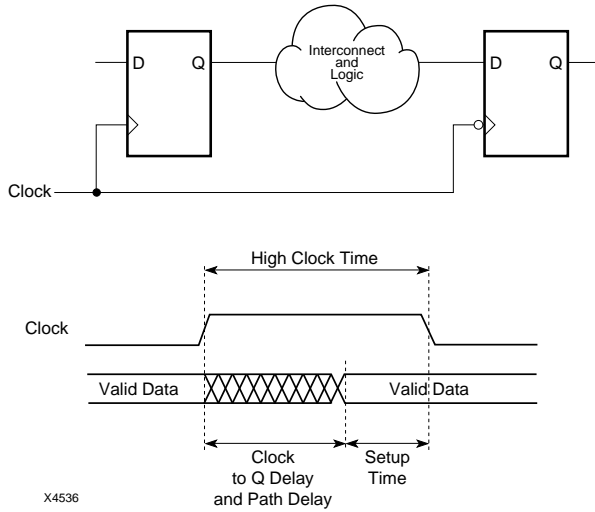 D Q
Interconnect
and
Logic
D Q
Clock
High Clock Time
Clock
Valid Data
Valid Data
Clock
to Q Delay
and Path Delay
Setup
Time
X4536